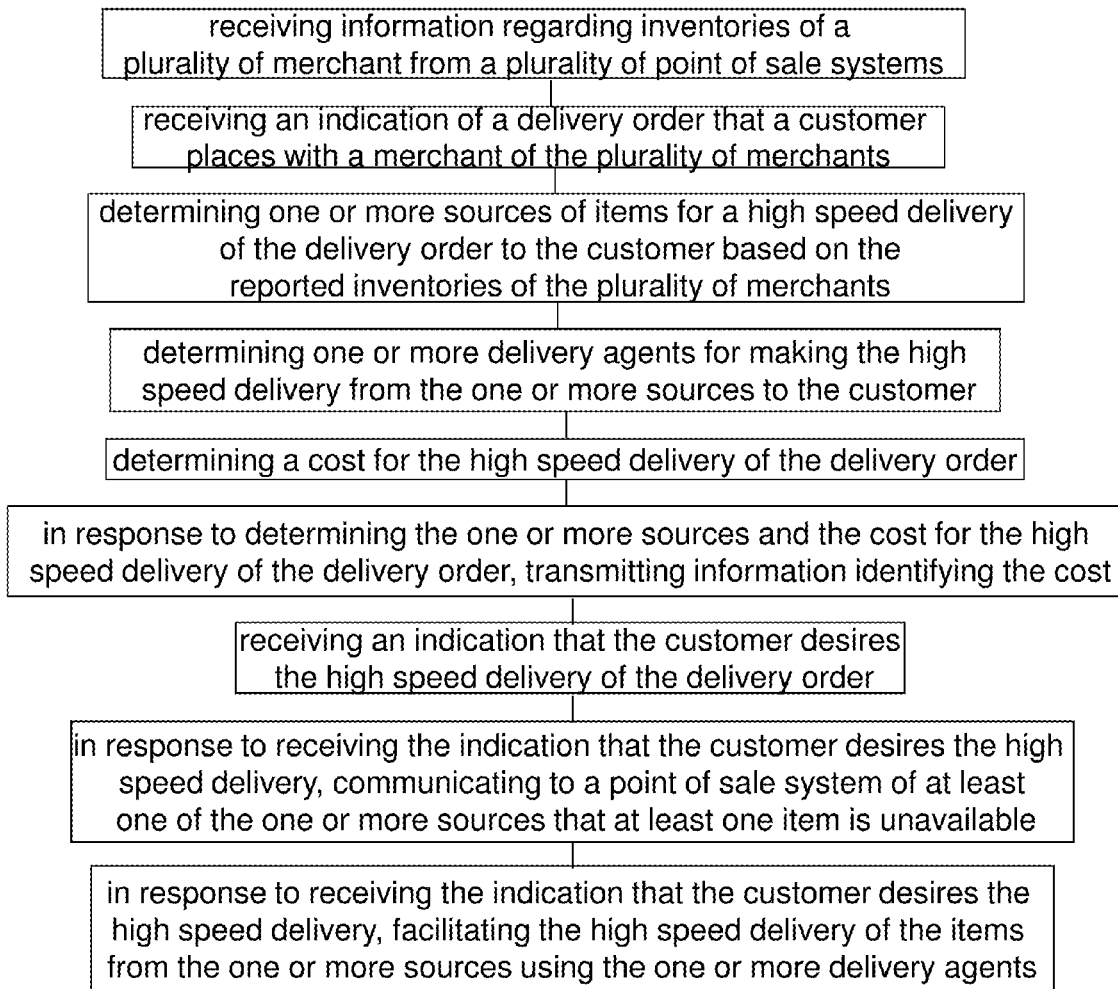 receiving information regarding inventories of a
plurality of merchant from a plurality of point of sale systems
receiving an indication of a delivery order that a customer
places with a merchant of the plurality of merchants
determining one or more sources of items for a high speed delivery
of the delivery order to the customer based on the
reported inventories of the plurality of merchants
determining one or more delivery agents for making the high
speed delivery from the one or more sources to the customer
determining a cost for the high speed delivery of the delivery order
in response to determining the one or more sources and the cost for the high
speed delivery of the delivery order, transmitting information identifying the cost
receiving an indication that the customer desires
the high speed delivery of the delivery order
in response to receiving the indication that the customer desires the high
speed delivery, communicating to a point of sale system of at least
one of the one or more sources that at least one item is unavailable
in response to receiving the indication that the customer desires the
high speed delivery, facilitating the high speed delivery of the items
from the one or more sources using the one or more delivery agents